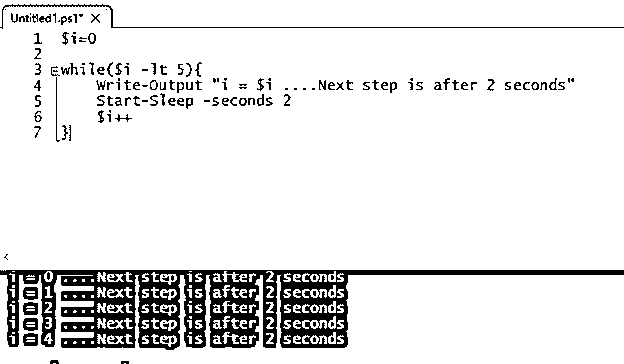 Untitled1.ps1* X
1 $i=0
2
3 while($i -lt 5){
4 Write-Output "i = $i ....Next step is after 2 seconds"
5 Start-Sleep -seconds 2
6 $i++
7 }
i = 0 ....Next step is after 2 seconds
i = 1 ....Next step is after 2 seconds
i = 2 ....Next step is after 2 seconds
i = 3 ....Next step is after 2 seconds
i = 4 ....Next step is after 2 seconds